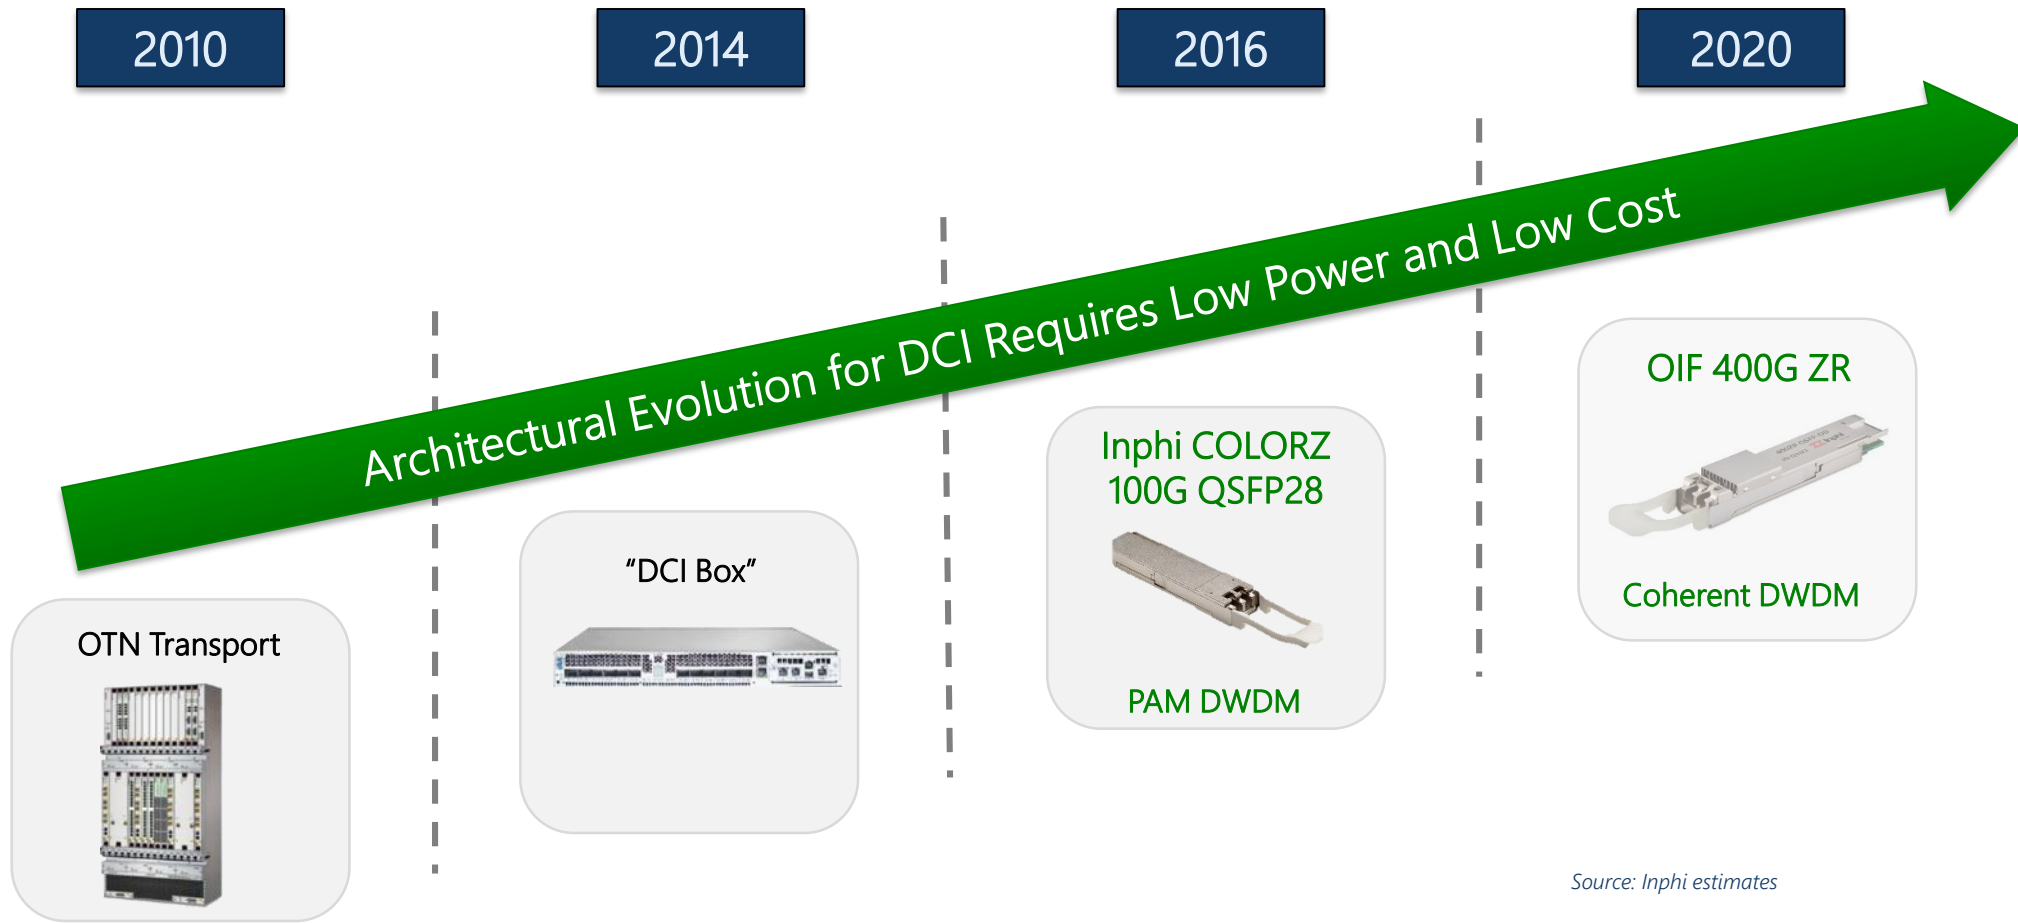 2010
2014
2016
2020
Architectural Evolution for DCI Requires Low Power and Low Cost
OTN Transport
“DCI Box”
Inphi COLORZ
100G QSFP28
PAM DWDM
OIF 400G ZR
Coherent DWDM
Source: Inphi estimates